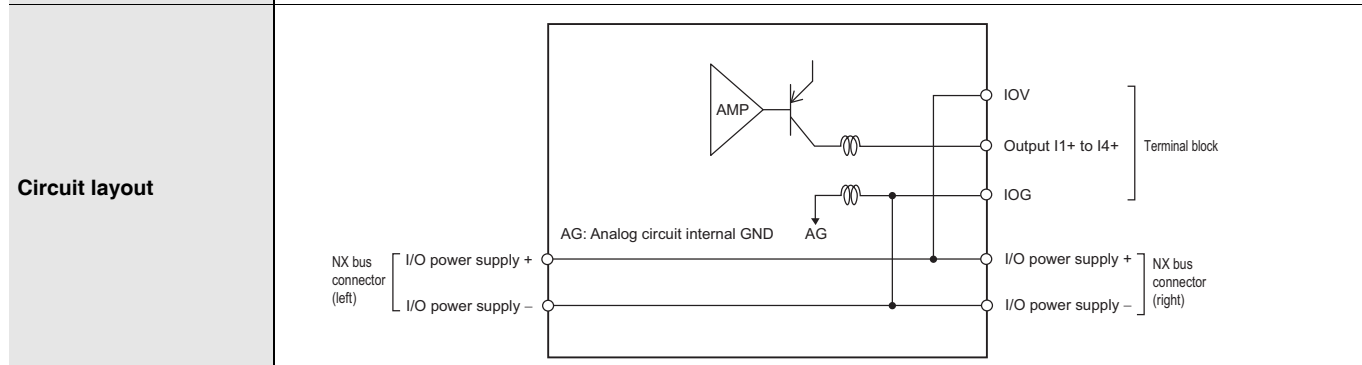 Circuit layout
AMP
IOV
Output I1+ to I4+
Terminal block
IOG
AG: Analog circuit internal GND
AG
NX bus
connector
(left)
I/O power supply +
I/O power supply –
I/O power supply +
I/O power supply –
NX bus
connector
(right)